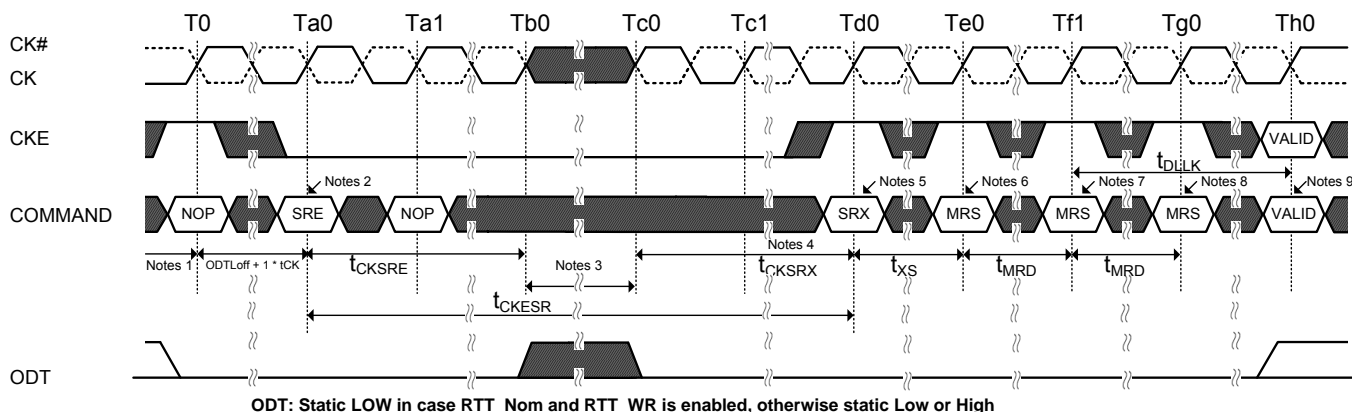 T0 Ta0 Ta1 Tb0 Tc0 Tc1 Td0 Te0 Tf1 Tg0 Th0
CK#
CK
CKE
VALID
tDLLK
Notes 2
Notes 5
Notes 6
Notes 7
Notes 8
Notes 9
COMMAND
NOP SRE NOP SRX MRS MRS MRS VALID
Notes 1
ODTLoff + 1 * tCK
tCKSRE
Notes 3
Notes 4
tCKSRX
tXS
tMRD
tMRD
tCKESR
ODT
ODT: Static LOW in case RTT_Nom and RTT_WR is enabled, otherwise static Low or High